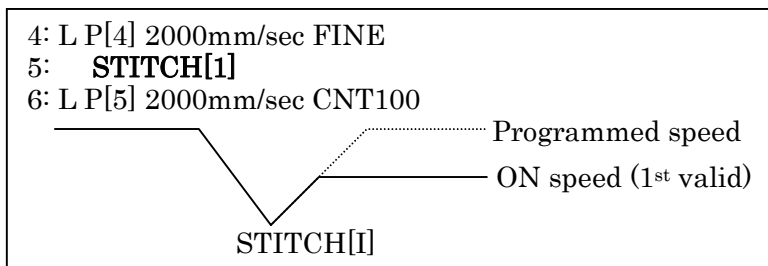 4: L P[4] 2000mm/sec FINE
5: STITCH[1]
6: L P[5] 2000mm/sec CNT100
Programmed speed
ON speed (1st valid)
STITCH[I]